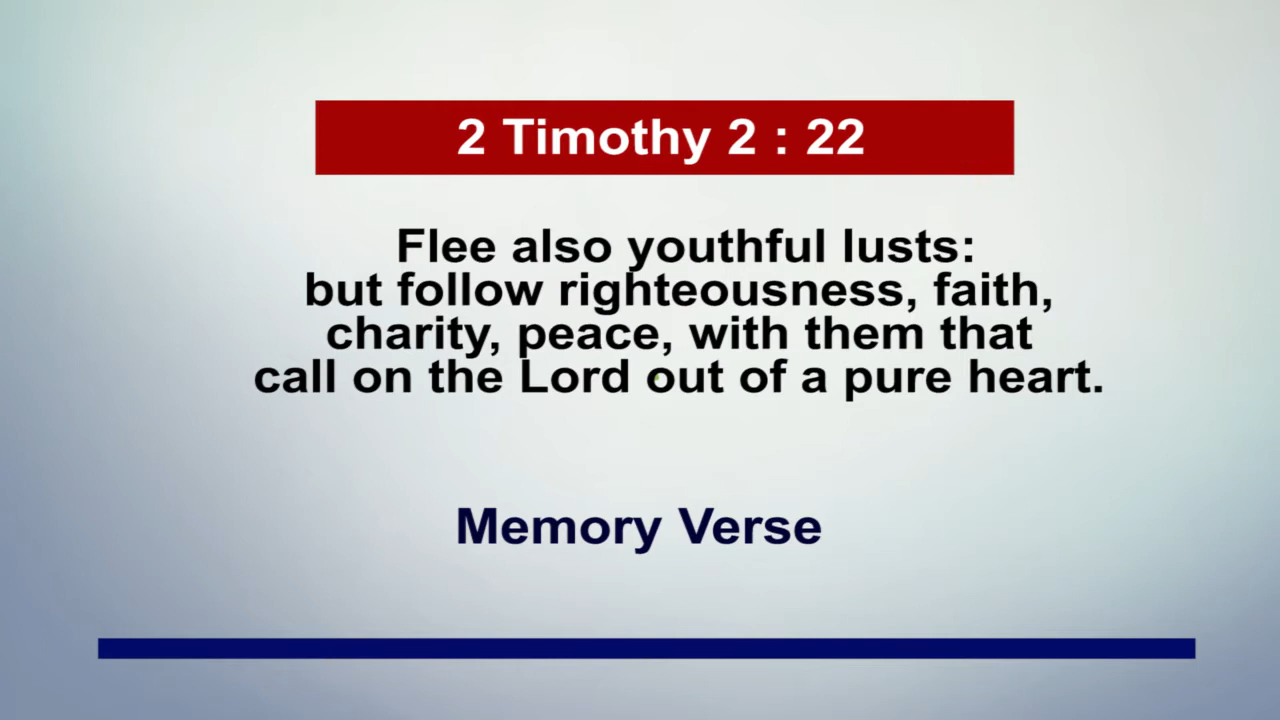 2 Timothy 2 : 22
Flee also youthful lusts:
but follow righteousness, faith,
charity, peace, with them that
call on the Lord out of a pure heart.
Memory Verse